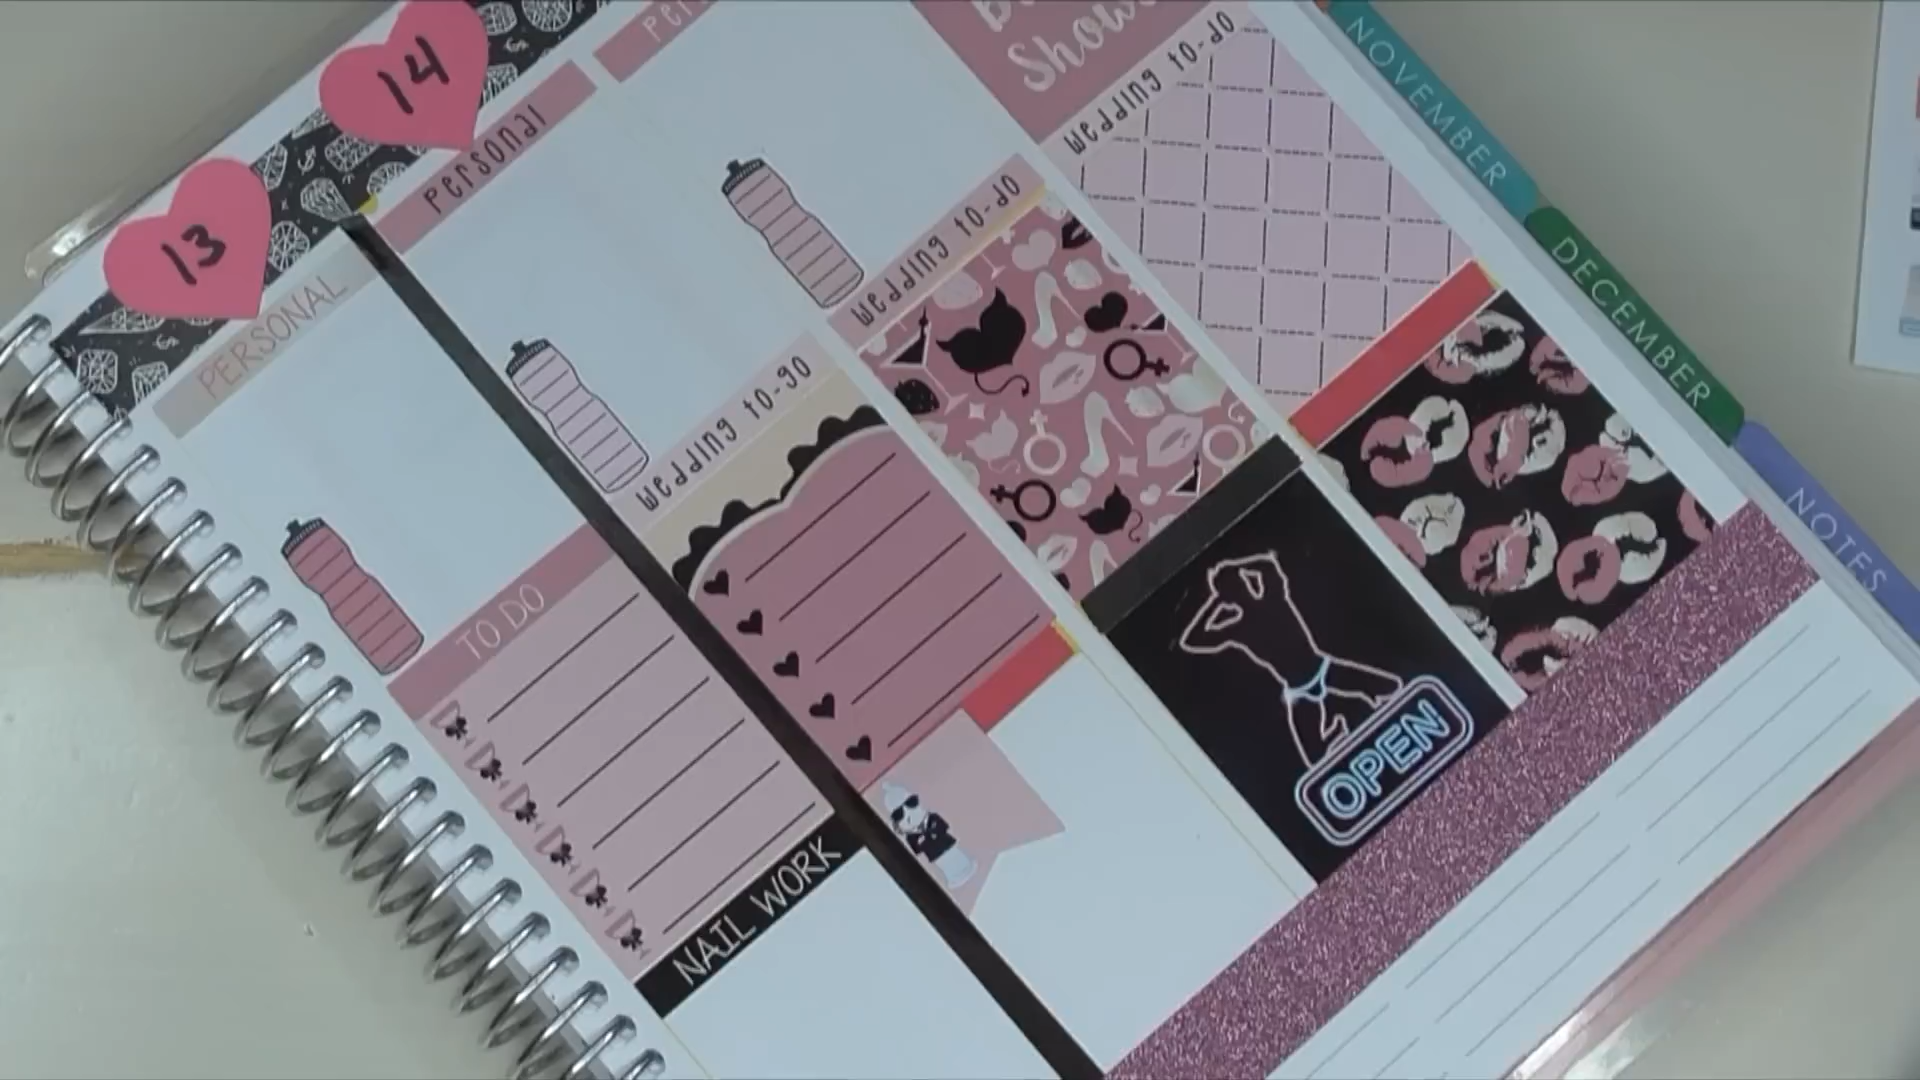 14
13
Personal
PERSONAL
Show
wedding to-do
wedding to-do
wedding to-go
TO DO
NAIL WORK
OPEN
NOVEMBER
DECEMBER
NOTES